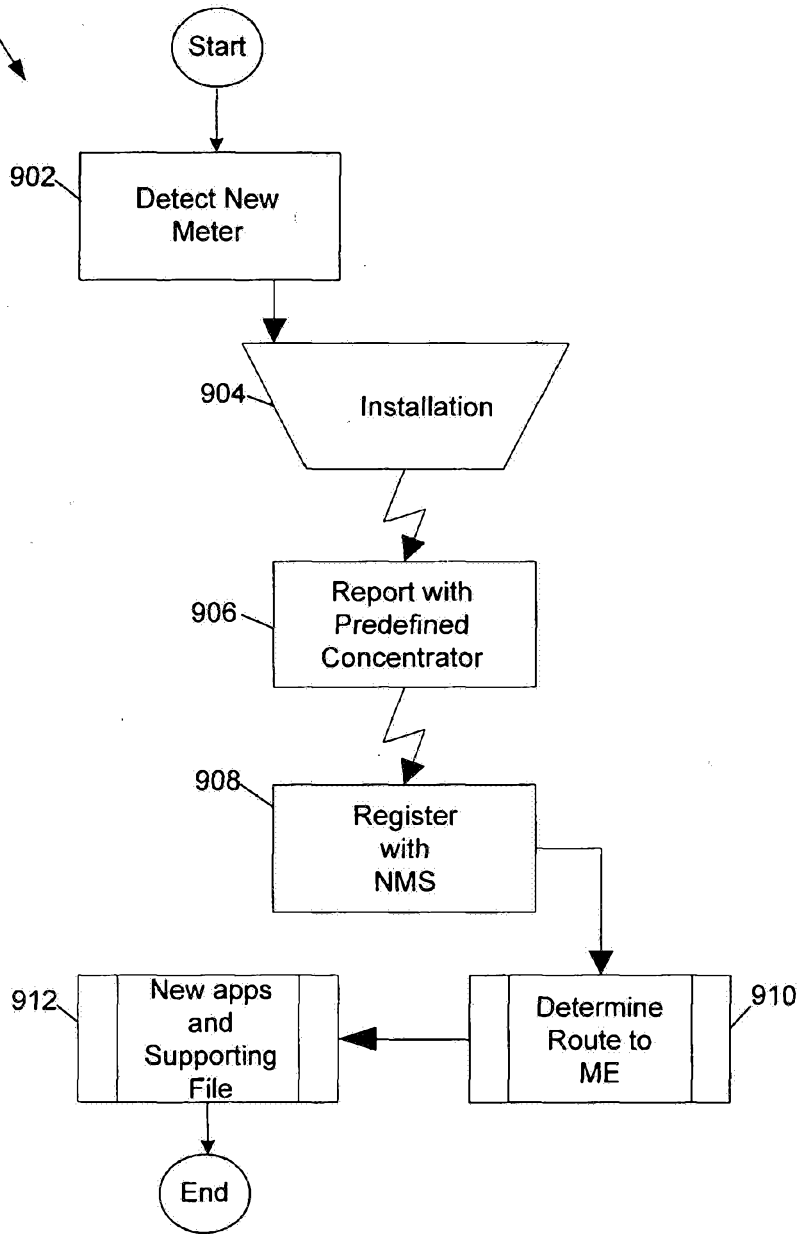 Start
902
Detect New
Meter
904
Installation
906
Report with
Predefined
Concentrator
908
Register
with
NMS
910
Determine
Route to
ME
912
New apps
and
Supporting
File
End